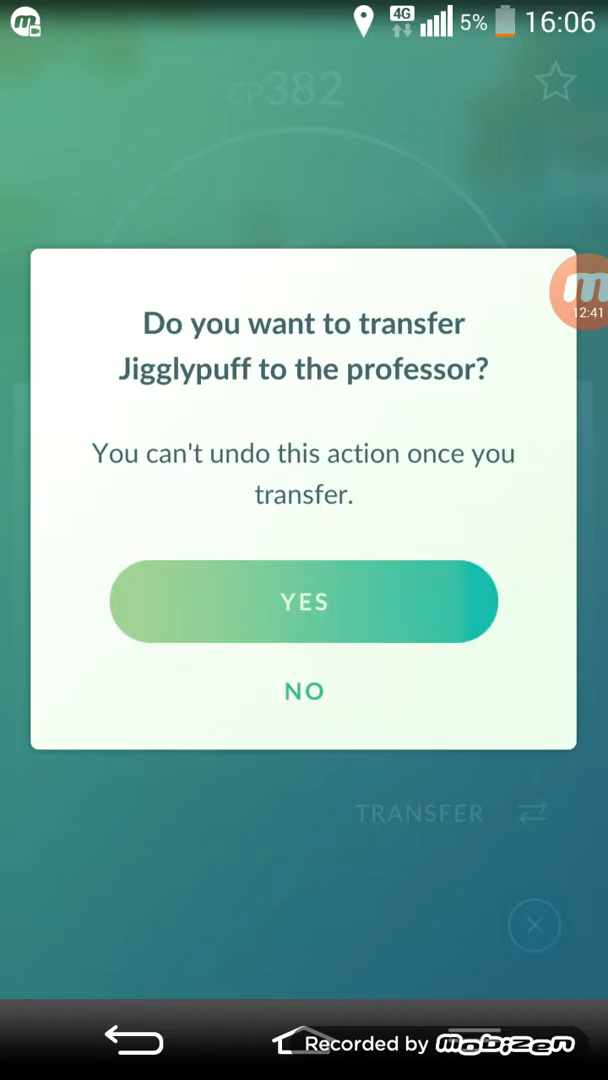 4G 5% 16:06
CP382
12:41
Do you want to transfer
Jigglypuff to the professor?
You can't undo this action once you
transfer.
YES
NO
TRANSFER
Recorded by mobizen